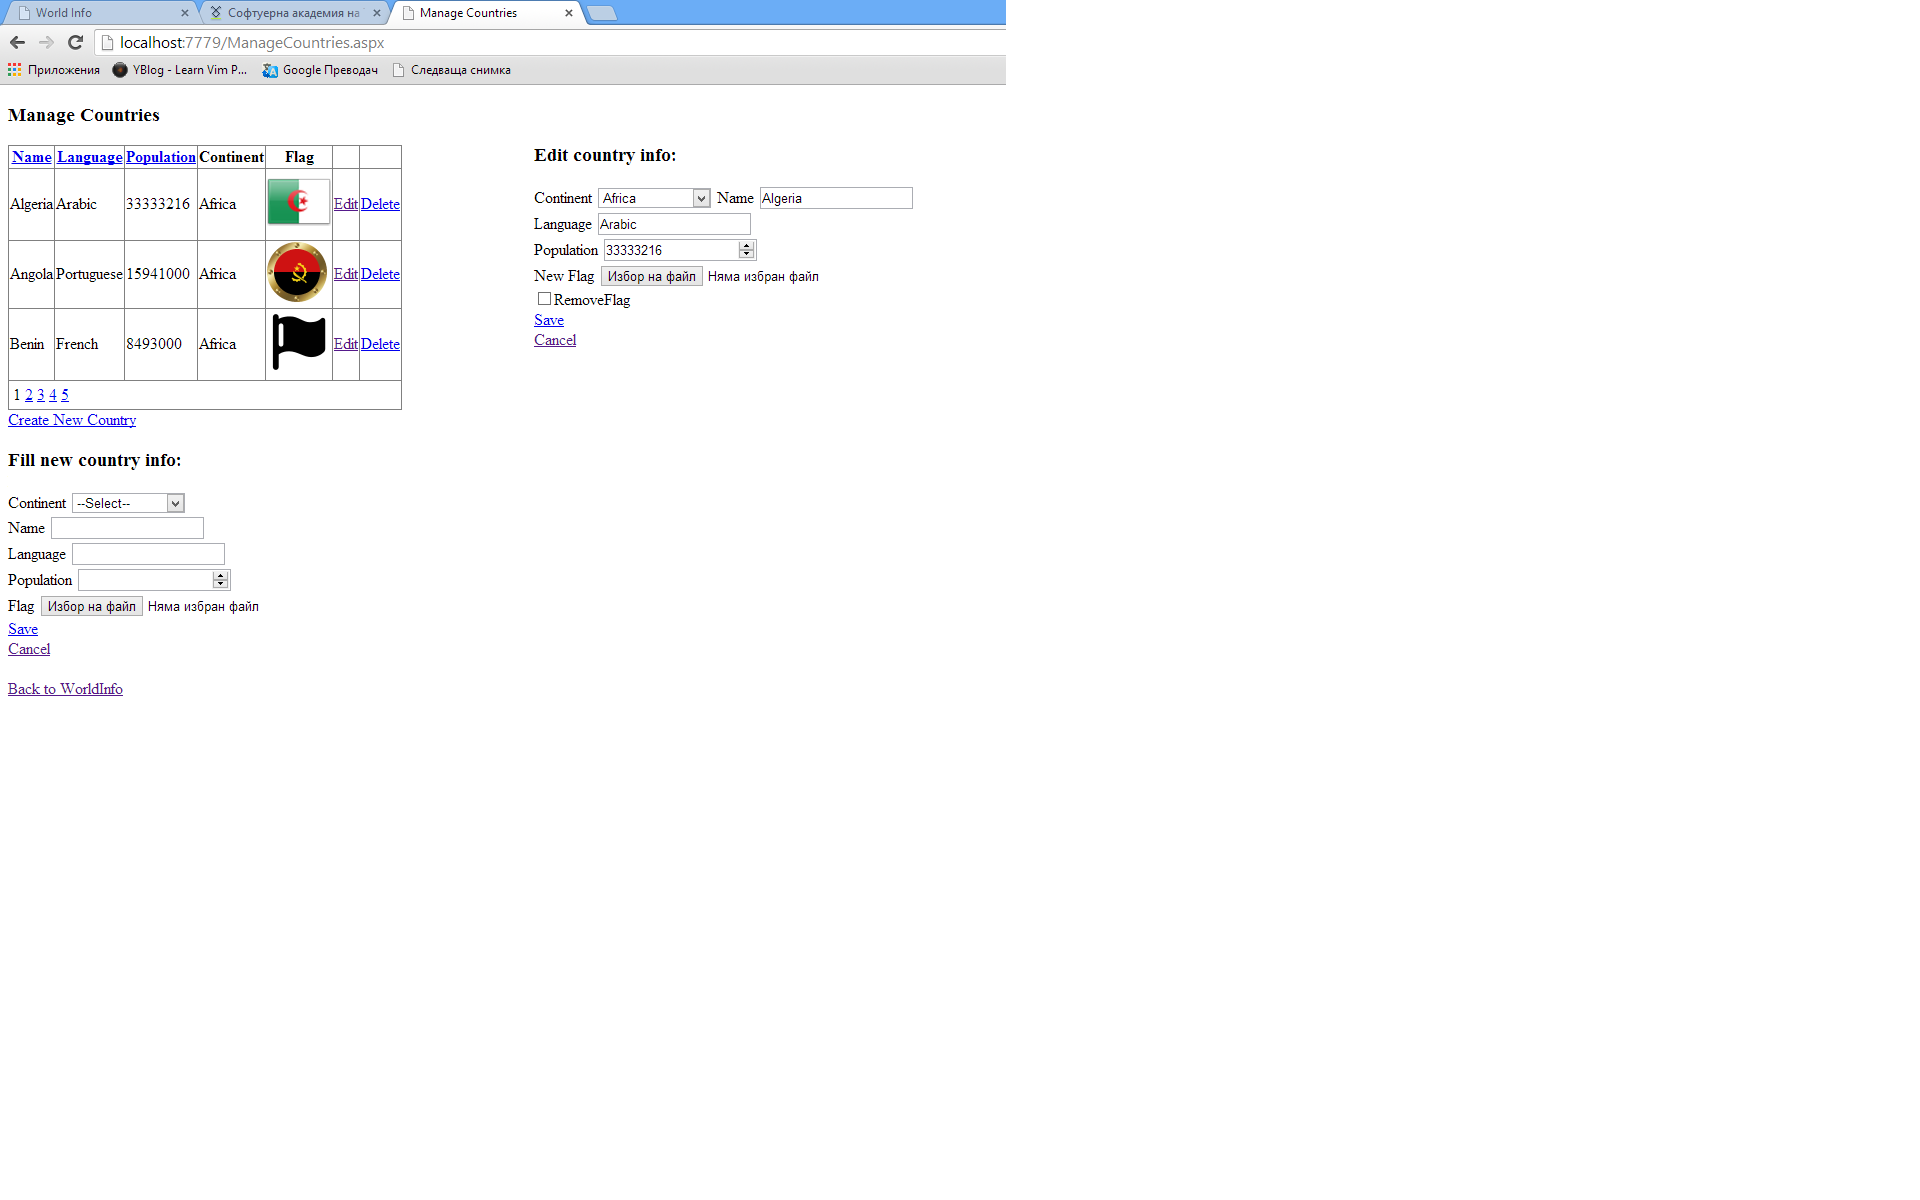 World Info
Софтуерна академия на
Manage Countries
localhost:7779/ManageCountries.aspx
Приложения YBlog - Learn Vim P... Google Преводач Следваща снимка
Manage Countries
Name Language Population Continent Flag
Algeria Arabic 33333216 Africa Edit Delete
Angola Portuguese 15941000 Africa Edit Delete
Benin French 8493000 Africa Edit Delete
1 2 3 4 5
Create New Country
Edit country info:
Continent Africa Name Algeria
Language Arabic
Population 33333216
New Flag Избор на файл Няма избран файл
RemoveFlag
Save
Cancel
Fill new country info:
Continent --Select--
Name
Language
Population
Flag Избор на файл Няма избран файл
Save
Cancel
Back to WorldInfo